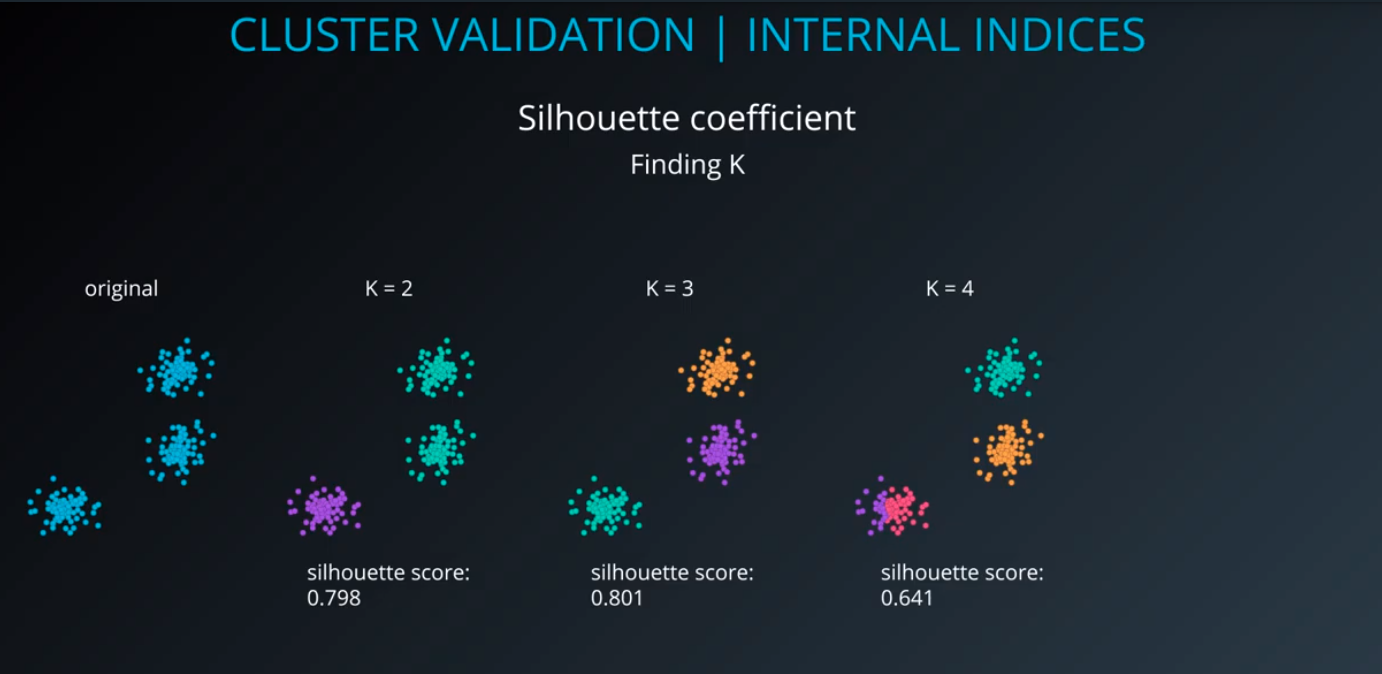 CLUSTER VALIDATION | INTERNAL INDICES
Silhouette coefficient
Finding K
original
K = 2
K = 3
K = 4
silhouette score:
0.798
silhouette score:
0.801
silhouette score:
0.641